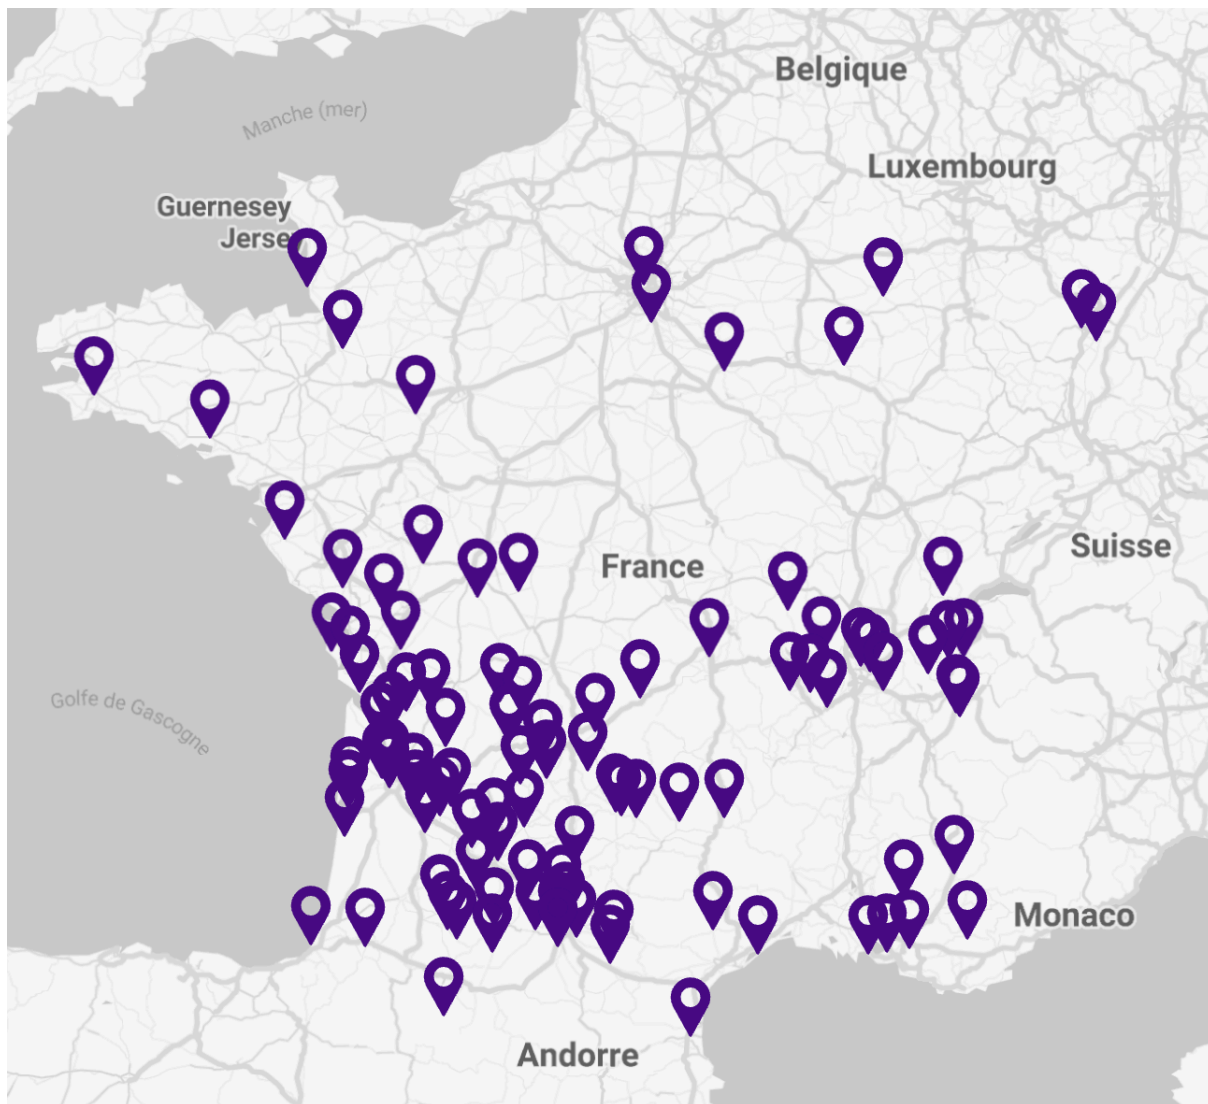 Belgique
Manche (mer)
Luxembourg
Guernesey
Jersey
Suisse
France
Golfe de Gascogne
Monaco
Andorre